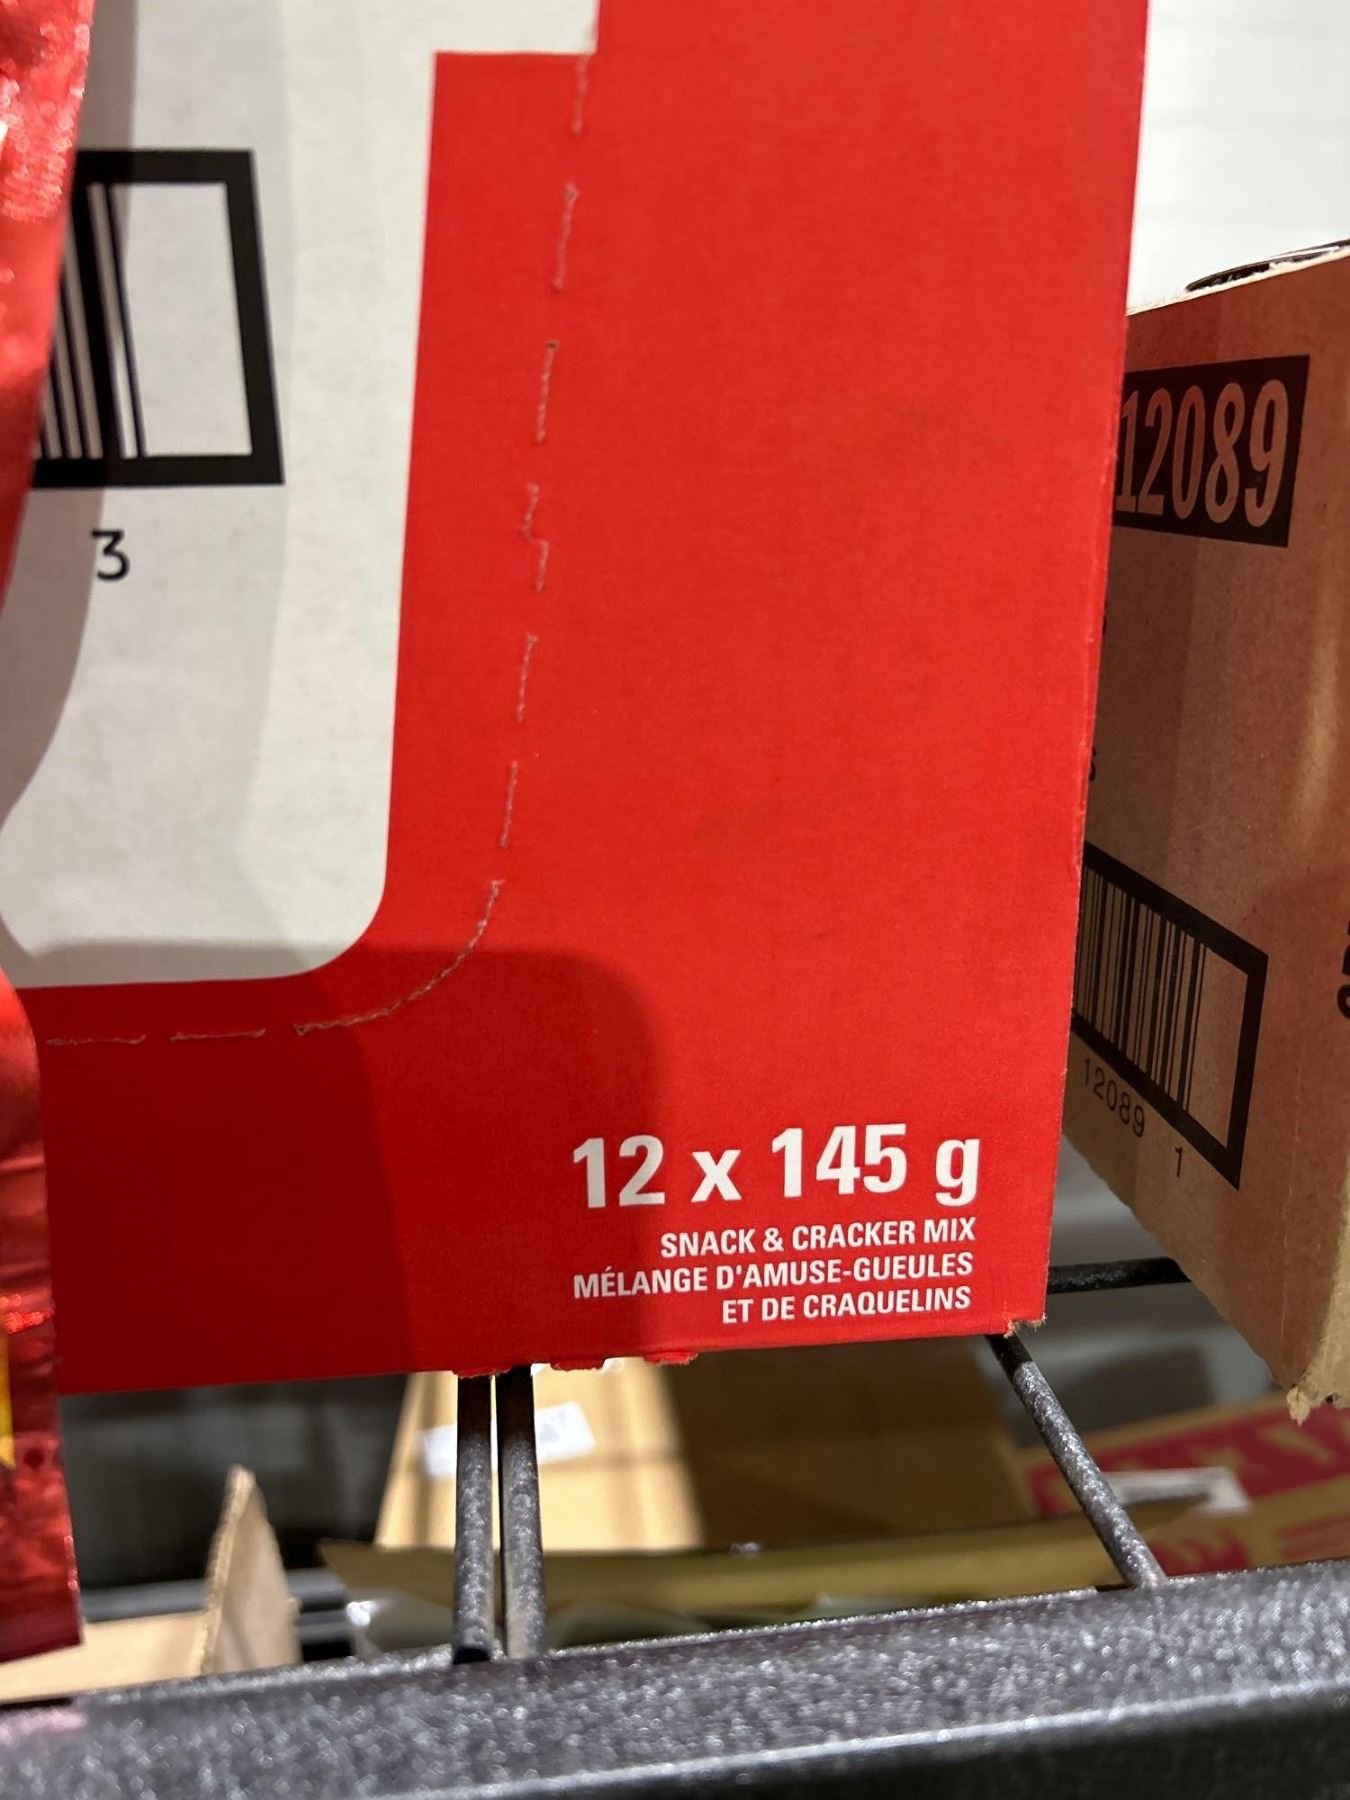 3
12089
12089 1
12 x 145 g
SNACK & CRACKER MIX
MÉLANGE D'AMUSE-GUEULES
ET DE CRAQUELINS